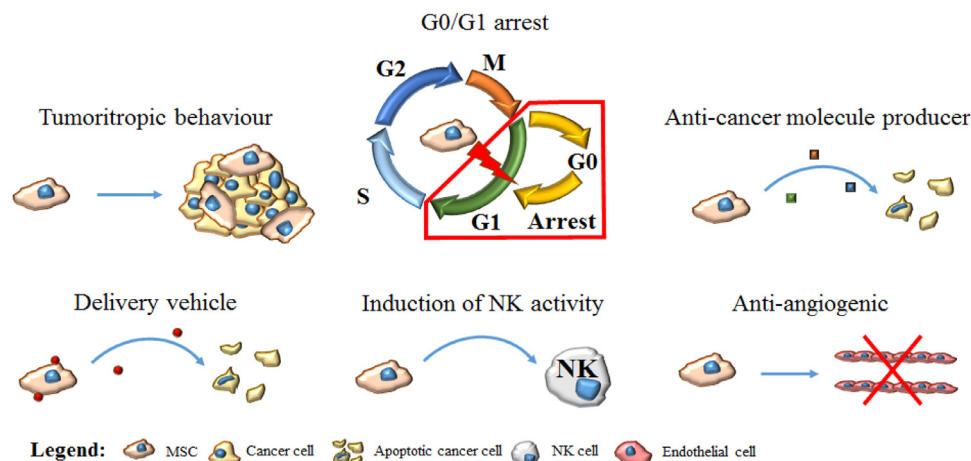 G0/G1 arrest
G2
M
Tumoritropic behaviour
Anti-cancer molecule producer
G0
S
G1
Arrest
Delivery vehicle
Induction of NK activity
Anti-angiogenic
NK
Legend: MSC Cancer cell Apoptotic cancer cell NK cell Endothelial cell